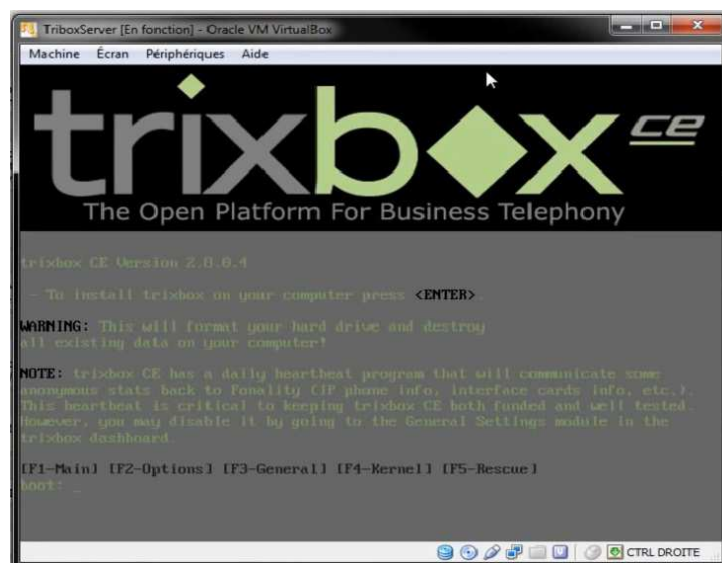 TriboxServer [En fonction] - Oracle VM VirtualBox
Machine Écran Périphériques Aide
trixbox ce
The Open Platform For Business Telephony
trixbox CE Version 2.8.0.4
- To install trixbox on your computer press <ENTER>.
WARNING: This will format your hard drive and destroy
all existing data on your computer!
NOTE: trixbox CE has a daily heartbeat program that will communicate some
anonymous stats back to Fonality (IP phone info, interface cards info, etc.).
This heartbeat is critical to keeping trixbox CE both funded and well tested.
However, you may disable it by going to the General Settings module in the
trixbox dashboard.
[F1-Main] [F2-Options] [F3-General] [F4-Kernel] [F5-Rescue]
boot: _
CTRL DROITE